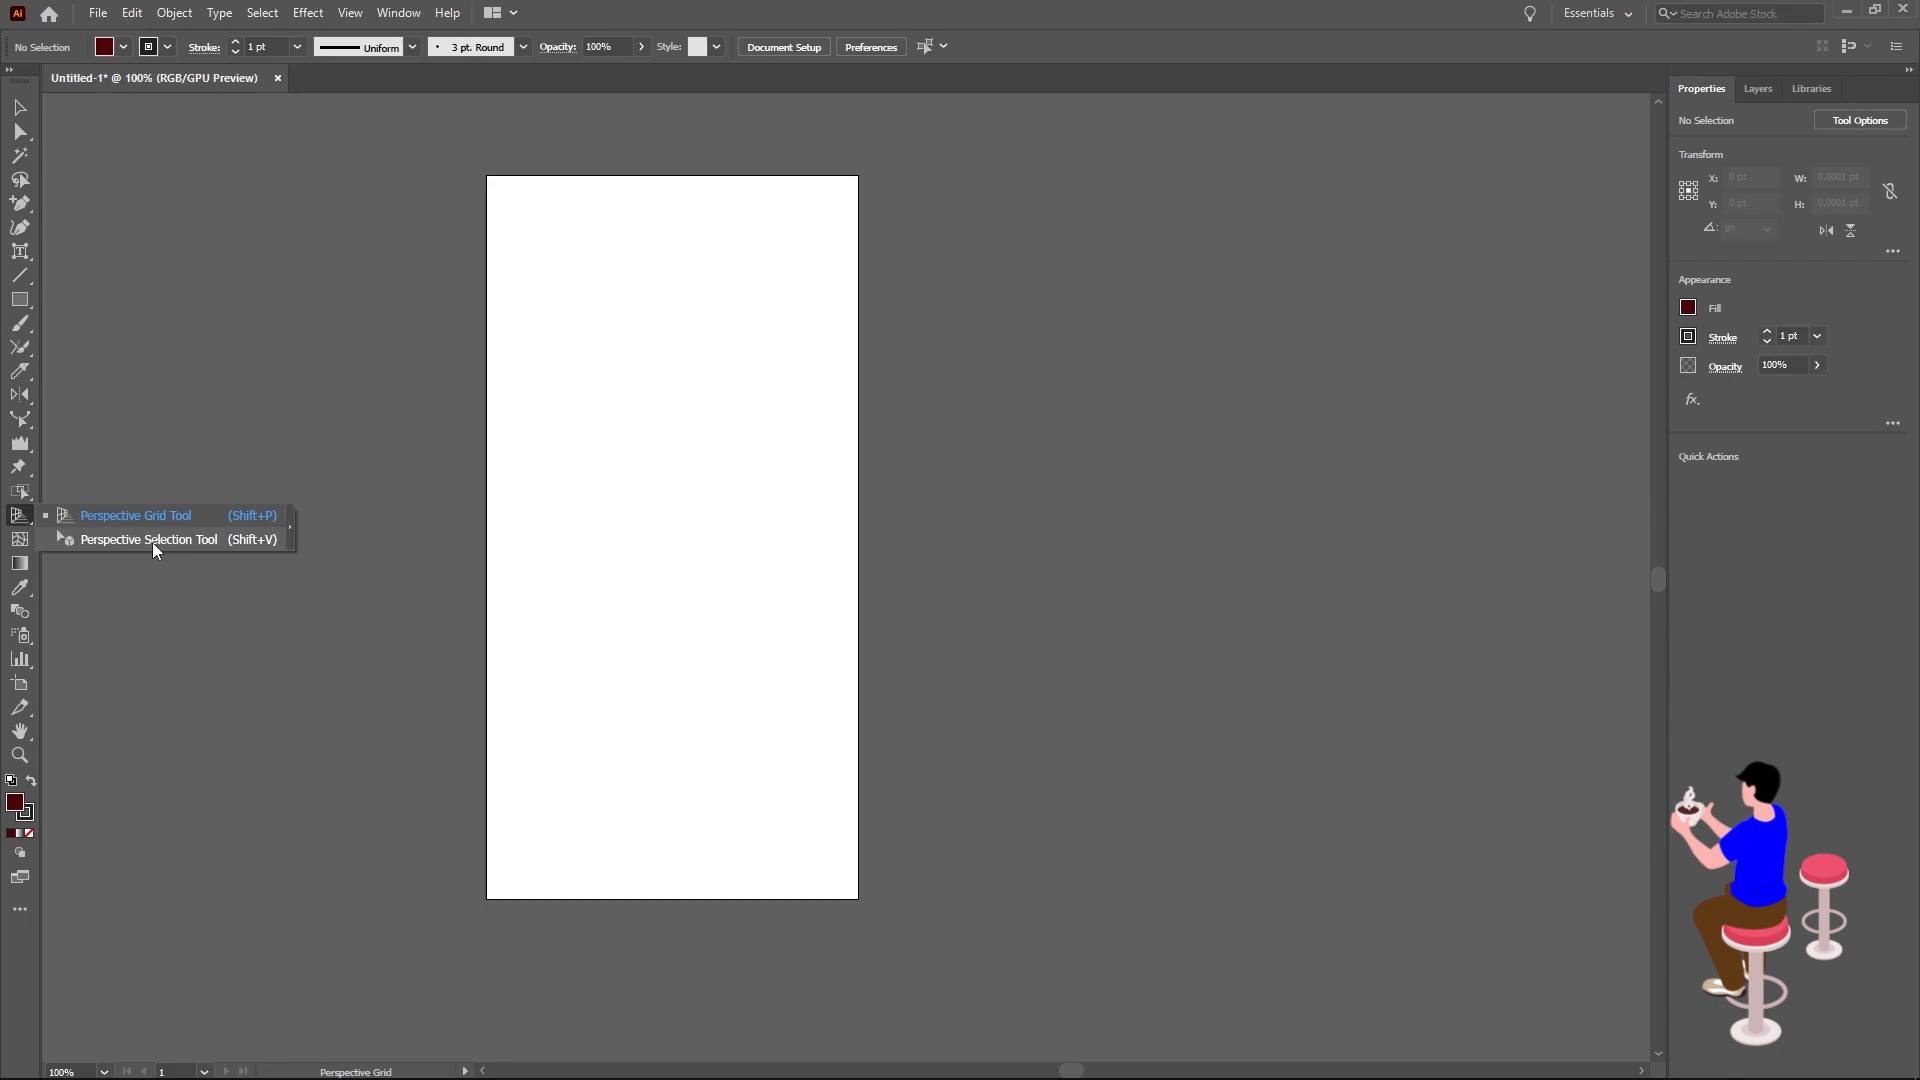 Ai File Edit Object Type Select Effect View Window Help Essentials Search Adobe Stock
No Selection Stroke: 1 pt Uniform 3 pt. Round Opacity: 100% Style: Document Setup Preferences
Untitled-1* @ 100% (RGB/GPU Preview)
Properties Layers Libraries
No Selection Tool Options
Transform
X: 0 pt W: 0.0001 pt
Y: 0 pt H: 0.0001 pt
0°
Appearance
Fill
Stroke 1 pt
Opacity 100%
fx.
Quick Actions
Perspective Grid Tool (Shift+P)
Perspective Selection Tool (Shift+V)
100% 1 Perspective Grid